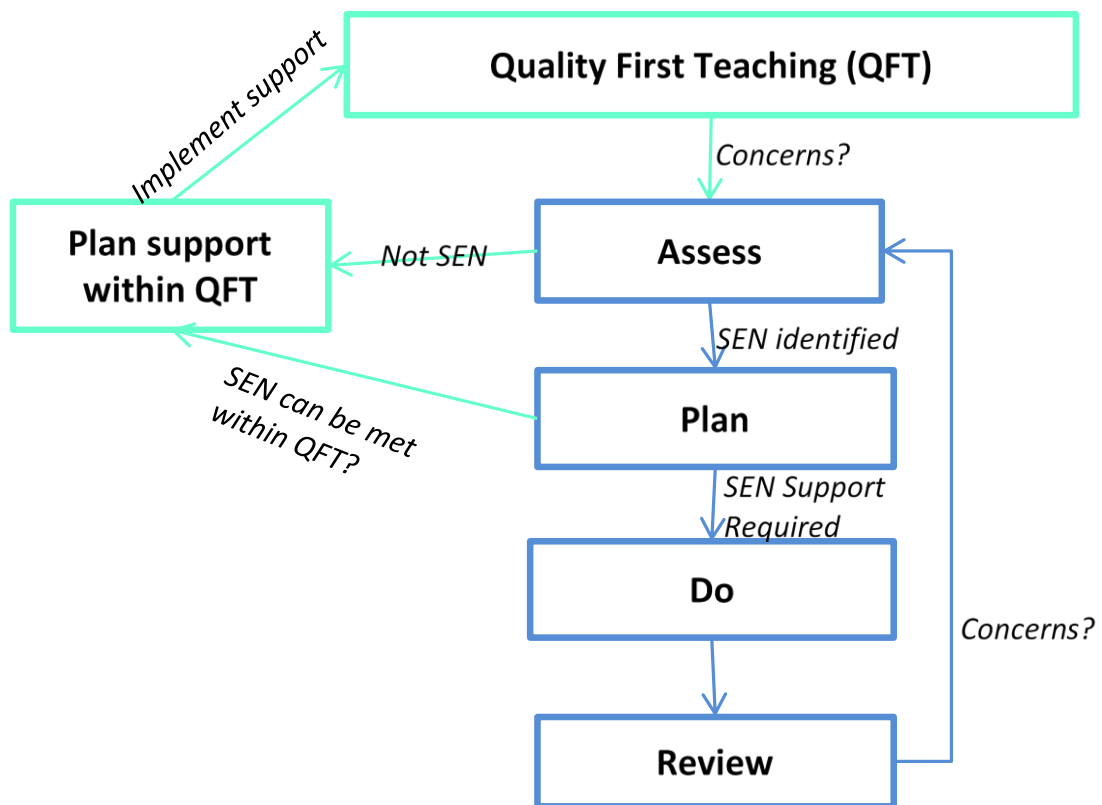 Quality First Teaching (QFT)
Implement support
Concerns?
Plan support
within QFT
Not SEN
Assess
SEN identified
SEN can be met
within QFT?
Plan
SEN Support
Required
Do
Concerns?
Review